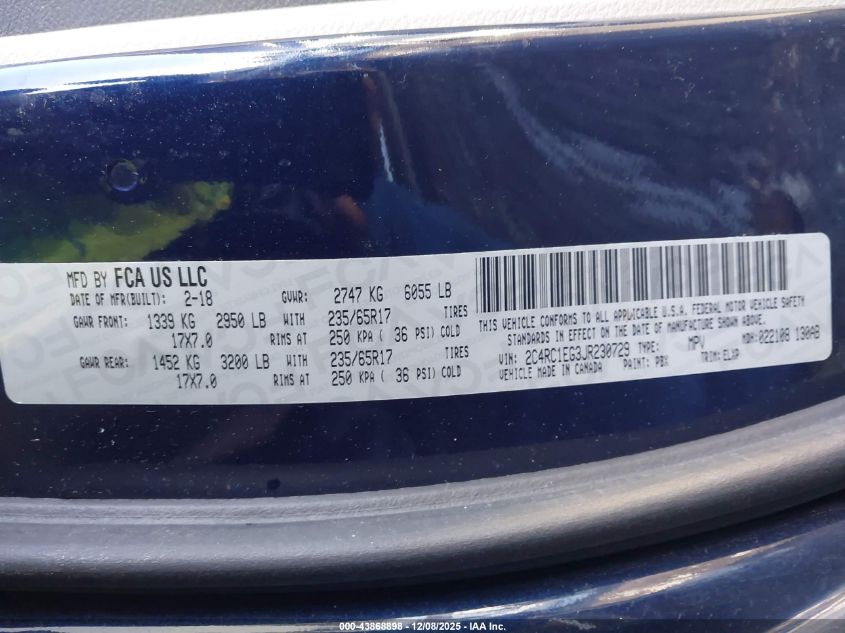 MFD BY FCA US LLC
DATE OF MFR(BUILT): 2-18 GVWR: 2747 KG 6055 LB
GAWR FRONT: 1339 KG 2950 LB WITH 235/65R17 TIRES
17X7.0 RIMS AT 250 KPA ( 36 PSI) COLD
GAWR REAR: 1452 KG 3200 LB WITH 235/65R17 TIRES
17X7.0 RIMS AT 250 KPA ( 36 PSI) COLD
THIS VEHICLE CONFORMS TO ALL APPLICABLE U.S.A. FEDERAL MOTOR VEHICLE SAFETY
STANDARDS IN EFFECT ON THE DATE OF MANUFACTURE SHOWN ABOVE.
VIN: 2C4RC1EG3JR230729 TYPE: MPV MDH: 022108 130AB
VEHICLE MADE IN CANADA PAINT: PBX TRIM: ELXP
000-43868898 - 12/08/2025 - IAA Inc.